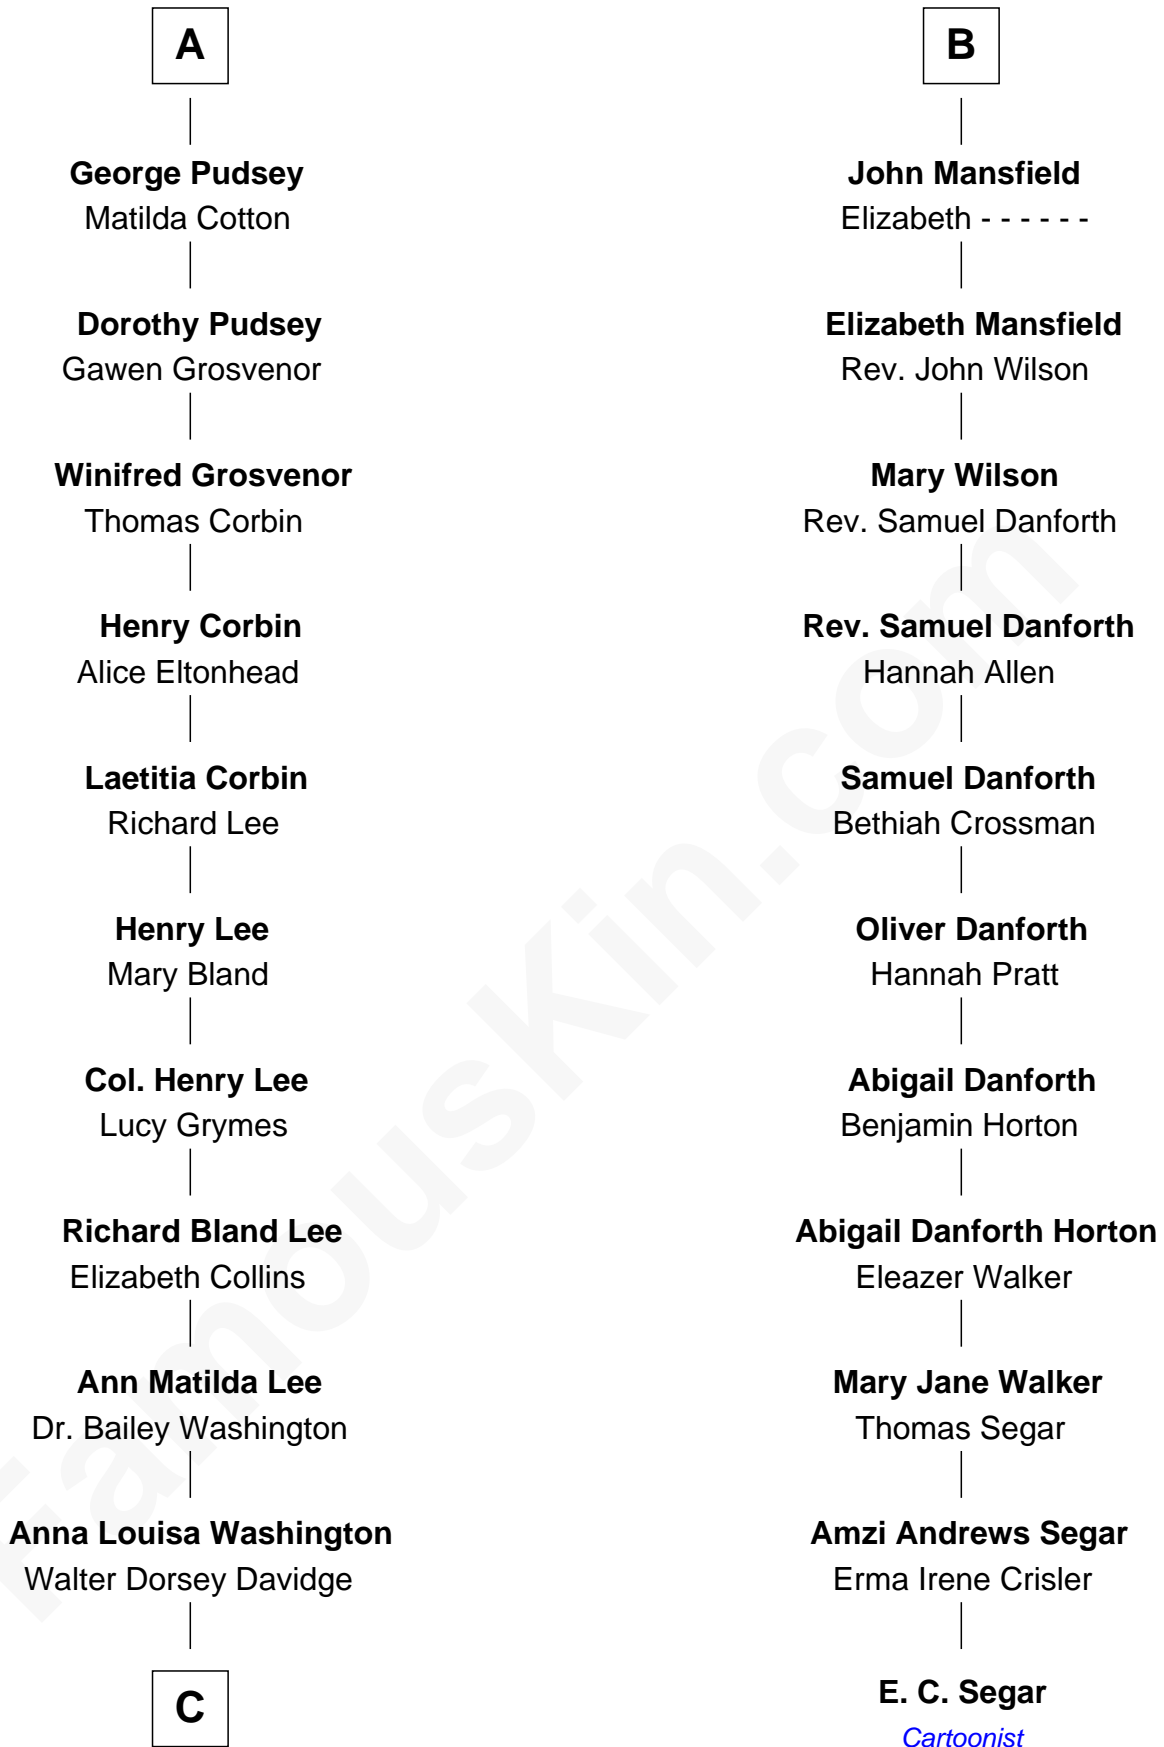 A
George Pudsey
Matilda Cotton
Dorothy Pudsey
Gawen Grosvenor
Winifred Grosvenor
Thomas Corbin
Henry Corbin
Alice Eltonhead
Laetitia Corbin
Richard Lee
Henry Lee
Mary Bland
Col. Henry Lee
Lucy Grymes
Richard Bland Lee
Elizabeth Collins
Ann Matilda Lee
Dr. Bailey Washington
Anna Louisa Washington
Walter Dorsey Davidge
C
B
John Mansfield
Elizabeth - - - - - -
Elizabeth Mansfield
Rev. John Wilson
Mary Wilson
Rev. Samuel Danforth
Rev. Samuel Danforth
Hannah Allen
Samuel Danforth
Bethiah Crossman
Oliver Danforth
Hannah Pratt
Abigail Danforth
Benjamin Horton
Abigail Danforth Horton
Eleazer Walker
Mary Jane Walker
Thomas Segar
Amzi Andrews Segar
Erma Irene Crisler
E. C. Segar
Cartoonist
FamousKin.com